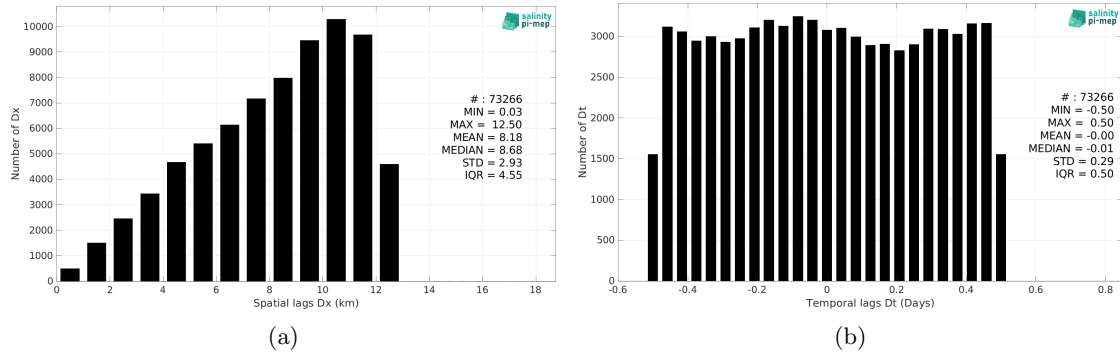 10000
9000
8000
7000
6000
5000
4000
3000
2000
1000
0
Number of Dx
0 2 4 6 8 10 12 14 16 18
Spatial lags Dx (km)
salinity
pi-mep
# : 73266
MIN = 0.03
MAX = 12.50
MEAN = 8.18
MEDIAN = 8.68
STD = 2.93
IQR = 4.55
(a)
3000
2500
2000
1500
1000
500
0
Number of Dt
-0.6 -0.4 -0.2 0 0.2 0.4 0.6 0.8
Temporal lags Dt (Days)
salinity
pi-mep
# : 73266
MIN = -0.50
MAX = 0.50
MEAN = -0.00
MEDIAN = -0.01
STD = 0.29
IQR = 0.50
(b)